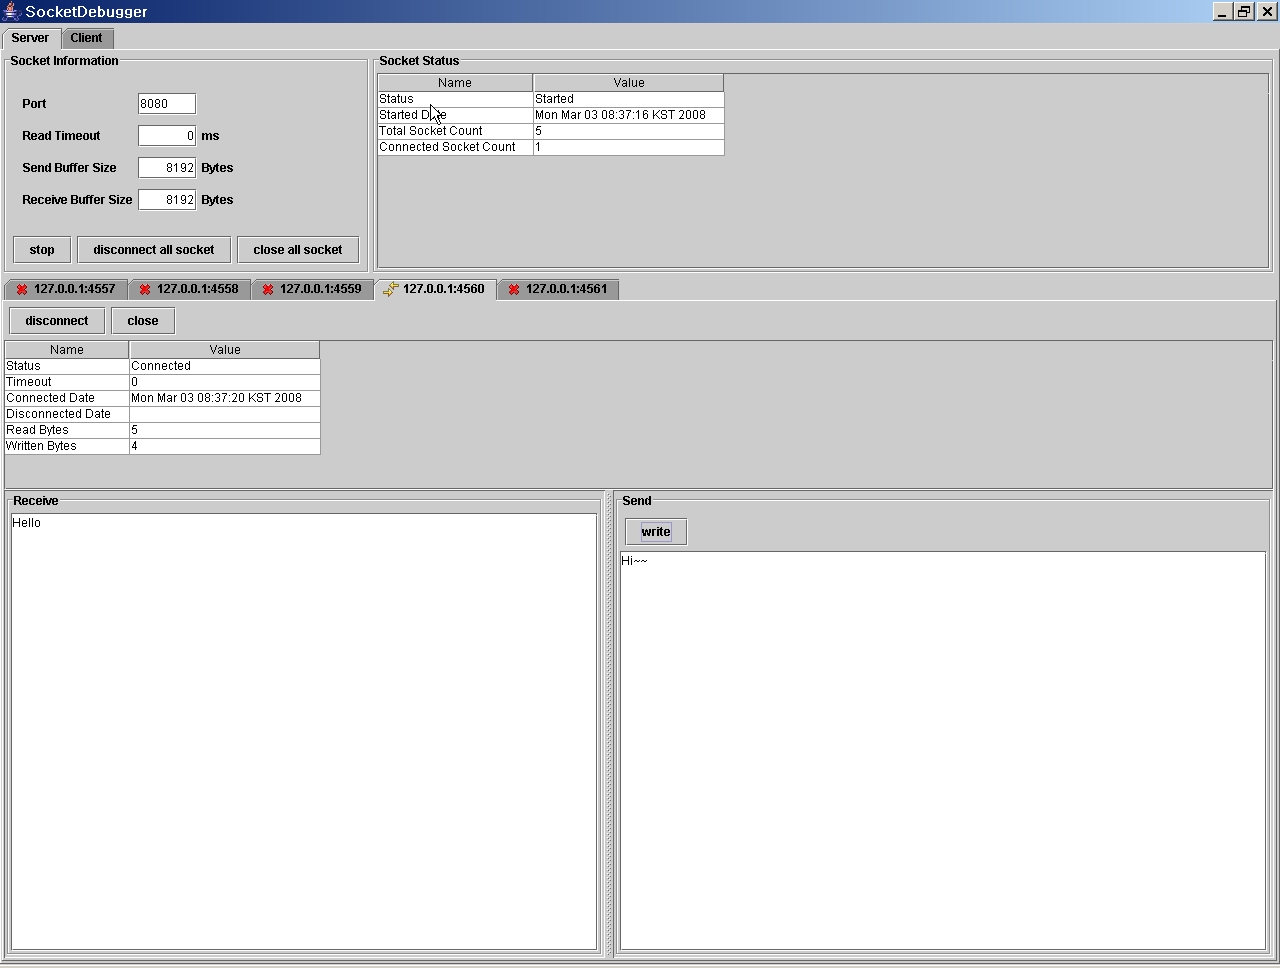 SocketDebugger
Server Client
Socket Information
Port 8080
Read Timeout 0 ms
Send Buffer Size 8192 Bytes
Receive Buffer Size 8192 Bytes
stop disconnect all socket close all socket
Socket Status
Name Value
Status Started
Started Date Mon Mar 03 08:37:16 KST 2008
Total Socket Count 5
Connected Socket Count 1
127.0.0.1:4557 127.0.0.1:4558 127.0.0.1:4559 127.0.0.1:4560 127.0.0.1:4561
disconnect close
Name Value
Status Connected
Timeout 0
Connected Date Mon Mar 03 08:37:20 KST 2008
Disconnected Date
Read Bytes 5
Written Bytes 4
Receive
Hello
Send
write
Hi~~